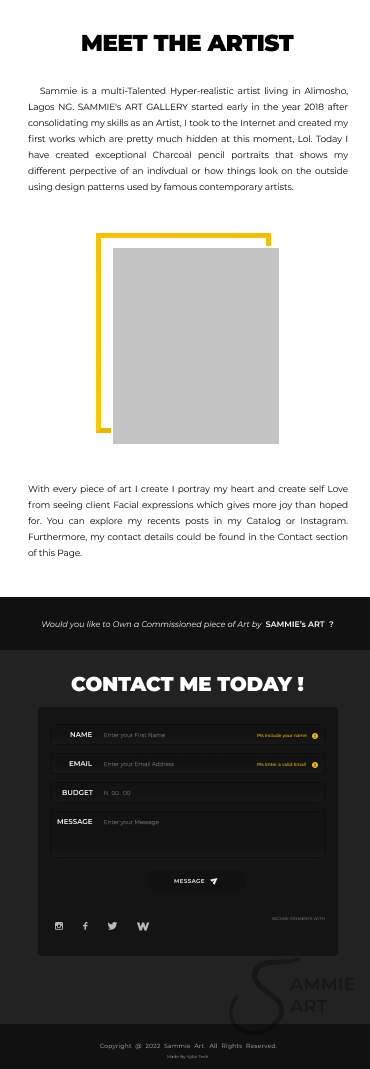 MEET THE ARTIST
Sammie is a multi-Talented Hyper-realistic artist living in Alimosho,
Lagos NG. SAMMIE's ART GALLERY started early in the year 2018 after
consolidating my skills as an Artist, I took to the Internet and created my
first works which are pretty much hidden at this moment, Lol. Today I
have created exceptional Charcoal pencil portraits that shows my
different perpective of an indivdual or how things look on the outside
using design patterns used by famous contemporary artists.
With every piece of art I create I portray my heart and create self Love
from seeing client Facial expressions which gives more joy than hoped
for. You can explore my recents posts in my Catalog or Instagram.
Furthermore, my contact details could be found in the Contact section
of this Page.
Would you like to Own a Commissioned piece of Art by SAMMIE's ART ?
CONTACT ME TODAY !
NAME Enter your First Name Pls include your name
EMAIL Enter your Email Address Pls Enter a valid Email
BUDGET N 00 . 00
MESSAGE Enter your Message
MESSAGE
SECURE PAYMENTS WITH
SAMMIE
ART
Copyright @ 2022 Sammie Art. All Rights Reserved.
Made By Vykii Tech